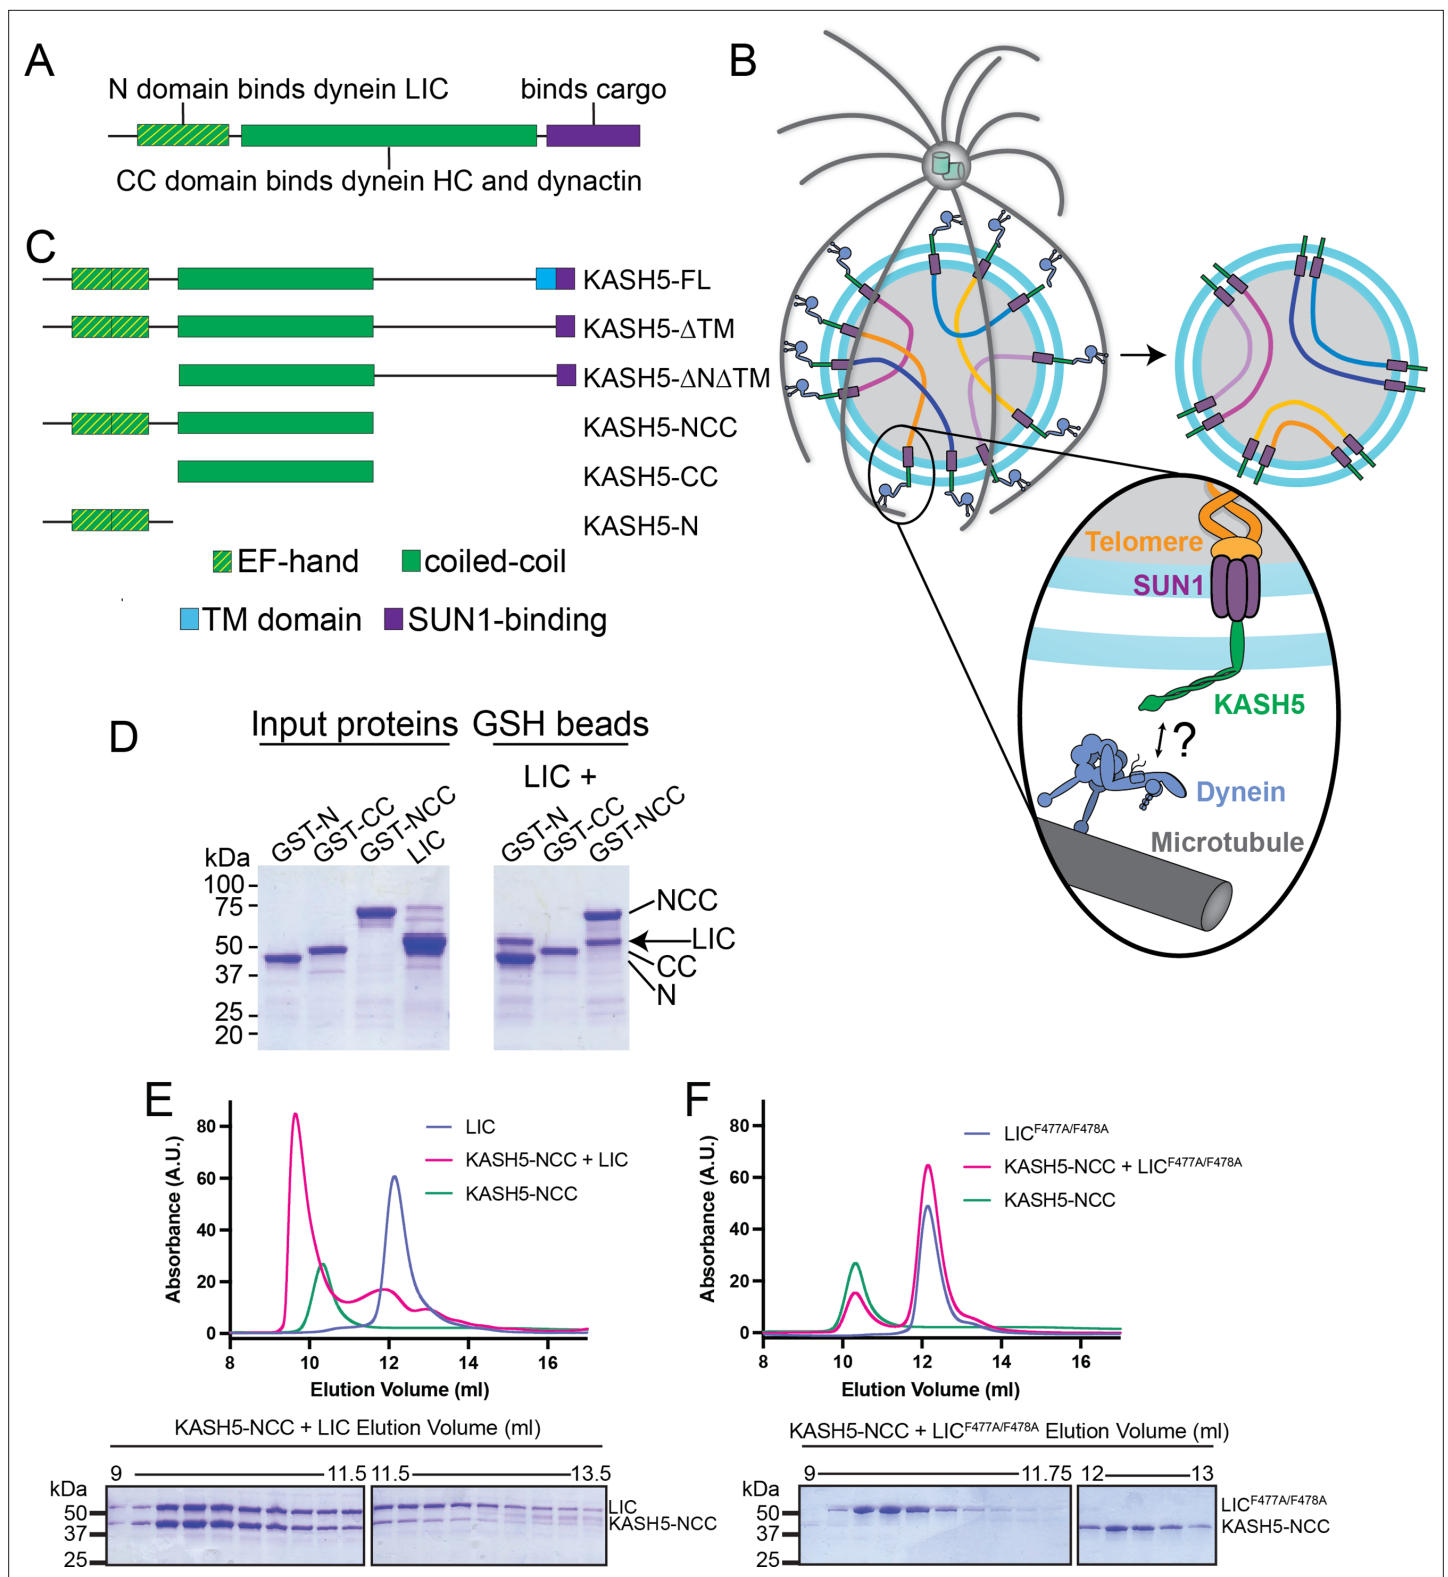 A
N domain binds dynein LIC
binds cargo
CC domain binds dynein HC and dynactin
B
Telomere
SUN1
KASH5
?
Dynein
Microtubule
C
KASH5-FL
KASH5-ΔTM
KASH5-ΔNΔTM
KASH5-NCC
KASH5-CC
KASH5-N
EF-hand
coiled-coil
TM domain
SUN1-binding
D
Input proteins
GSH beads
LIC +
GST-N
GST-CC
GST-NCC
LIC
GST-N
GST-CC
GST-NCC
kDa
100
75
50
37
25
20
NCC
LIC
CC
N
E
Absorbance (A.U.)
80
60
40
20
0
8 10 12 14 16
Elution Volume (ml)
LIC
KASH5-NCC + LIC
KASH5-NCC
KASH5-NCC + LIC Elution Volume (ml)
9 11.5 11.5 13.5
kDa
50
37
25
LIC
KASH5-NCC
F
Absorbance (A.U.)
80
60
40
20
0
8 10 12 14 16
Elution Volume (ml)
LIC^F477A/F478A
KASH5-NCC + LIC^F477A/F478A
KASH5-NCC
KASH5-NCC + LIC^F477A/F478A Elution Volume (ml)
9 11.75 12 13
kDa
50
37
25
LIC^F477A/F478A
KASH5-NCC